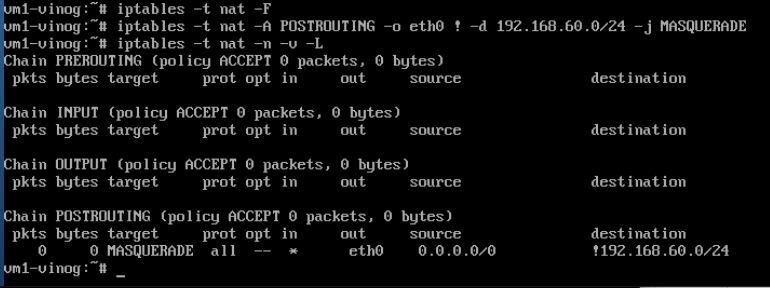 vm1-vinog:~# iptables -t nat -F
vm1-vinog:~# iptables -t nat -A POSTROUTING -o eth0 ! -d 192.168.60.0/24 -j MASQUERADE
vm1-vinog:~# iptables -t nat -n -v -L
Chain PREROUTING (policy ACCEPT 0 packets, 0 bytes)
 pkts bytes target     prot opt in     out     source               destination

Chain INPUT (policy ACCEPT 0 packets, 0 bytes)
 pkts bytes target     prot opt in     out     source               destination

Chain OUTPUT (policy ACCEPT 0 packets, 0 bytes)
 pkts bytes target     prot opt in     out     source               destination

Chain POSTROUTING (policy ACCEPT 0 packets, 0 bytes)
 pkts bytes target     prot opt in     out     source               destination
    0     0 MASQUERADE  all  --  *      eth0    0.0.0.0/0           !192.168.60.0/24
vm1-vinog:~# _